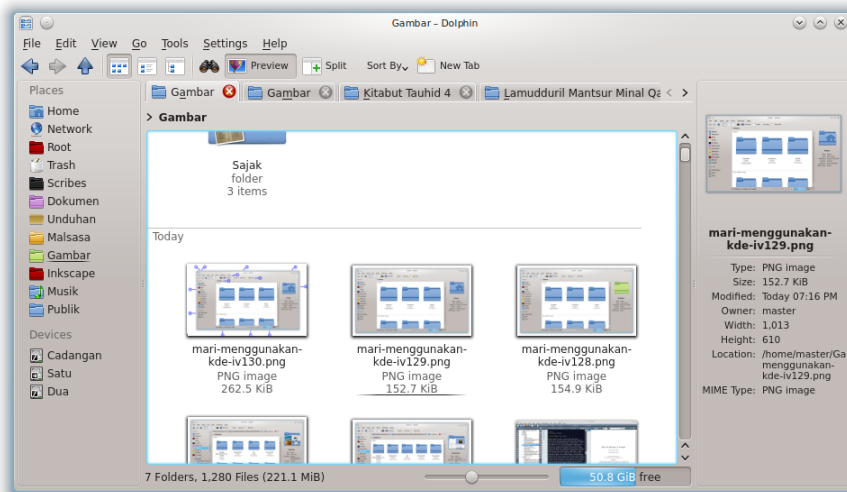 Gambar – Dolphin
File Edit View Go Tools Settings Help
Preview Split Sort By New Tab
Places
Home
Network
Root
Trash
Scribes
Dokumen
Unduhan
Malsasa
Gambar
Inkscape
Musik
Publik
Devices
Cadangan
Satu
Dua
Gambar Gambar Kitabut Tauhid 4 Lamudduril Mantsur Minal Qa
Gambar
Sajak
folder
3 items
Today
mari-menggunakan-
kde-iv130.png
PNG image
262.5 KiB
mari-menggunakan-
kde-iv129.png
PNG image
152.7 KiB
mari-menggunakan-
kde-iv128.png
PNG image
154.9 KiB
7 Folders, 1,280 Files (221.1 MiB)
50.8 GiB free
mari-menggunakan-
kde-iv129.png
Type: PNG image
Size: 152.7 KiB
Modified: Today 07:16 PM
Owner: master
Width: 1,013
Height: 610
Location: /home/master/Ga
menggunakan-
kde-iv129.png
MIME Type: PNG image